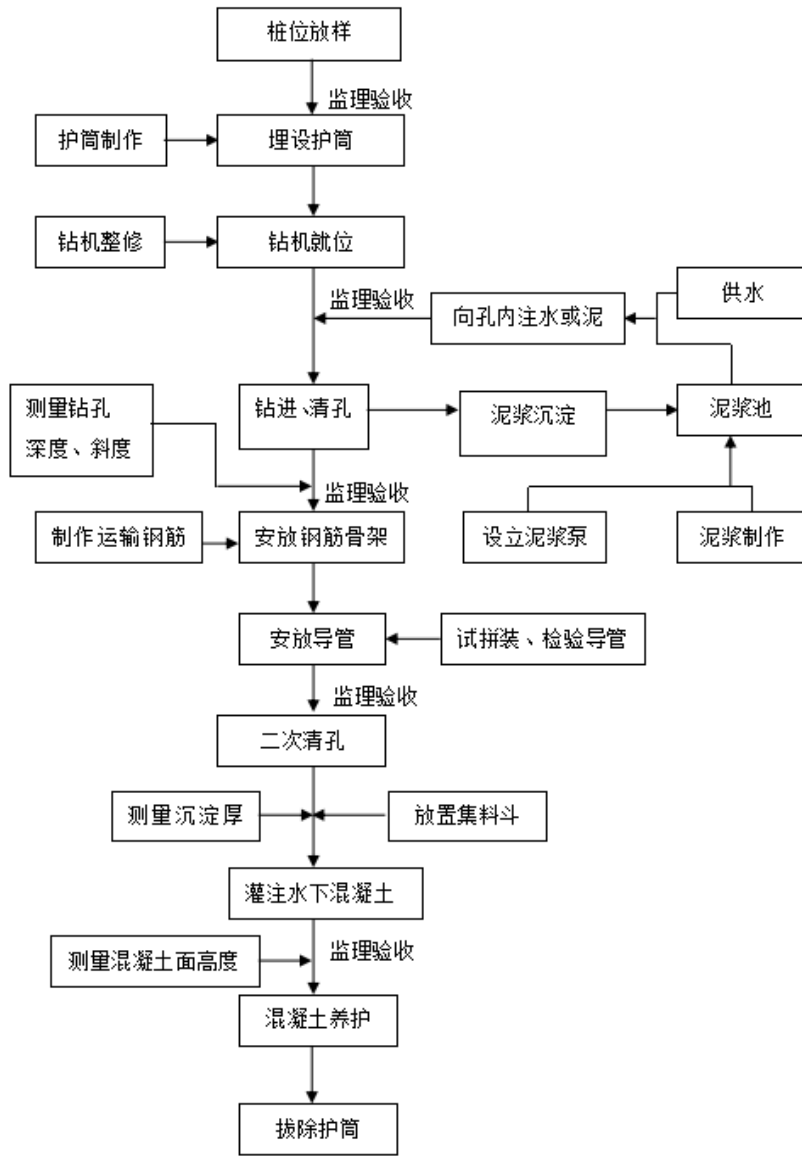 桩位放样
监理验收
护筒制作
埋设护筒
钻机整修
钻机就位
监理验收
供水
向孔内注水或泥
测量钻孔
深度、斜度
钻进、清孔
泥浆沉淀
泥浆池
监理验收
制作运输钢筋
安放钢筋骨架
设立泥浆泵
泥浆制作
安放导管
试拼装、检验导管
监理验收
二次清孔
测量沉淀厚
放置集料斗
灌注水下混凝土
监理验收
测量混凝土面高度
混凝土养护
拔除护筒